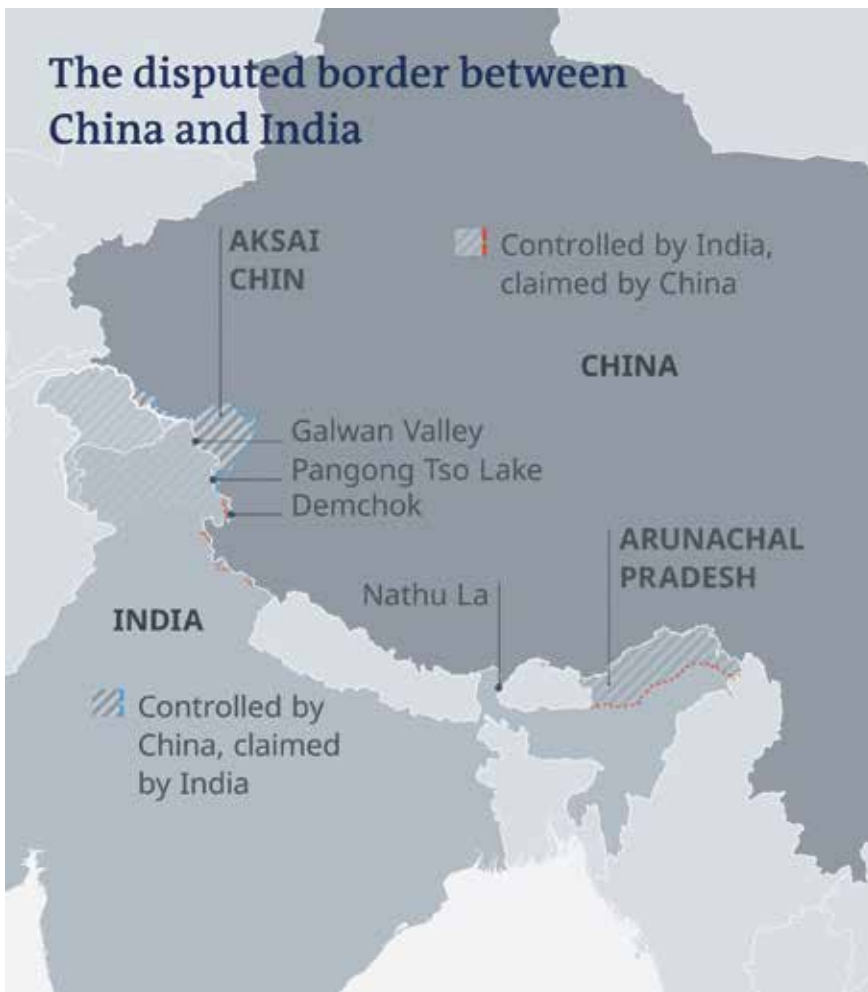 The disputed border between
China and India
AKSAI
CHIN
Controlled by India,
claimed by China
CHINA
Galwan Valley
Pangong Tso Lake
Demchok
ARUNACHAL
PRADESH
Nathu La
INDIA
Controlled by
China, claimed
by India